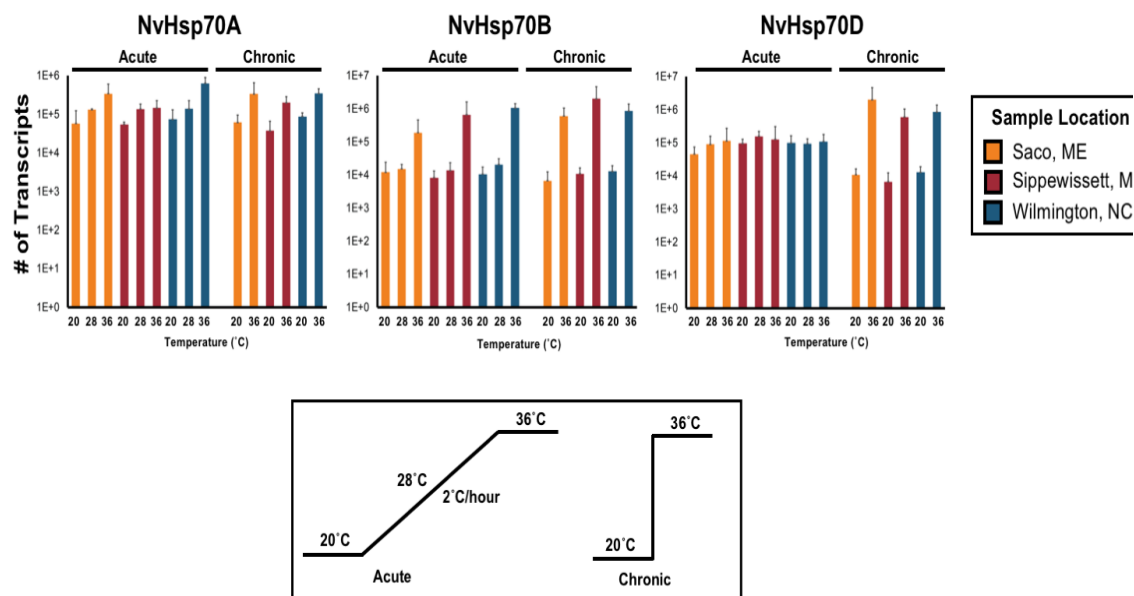 NvHsp70A
NvHsp70B
NvHsp70D
Acute
Chronic
Acute
Chronic
Acute
Chronic
# of Transcripts
1E+6
1E+5
1E+4
1E+3
1E+2
1E+1
1E+0
20 28 36 20 28 36 20 28 36 20 36 20 36 20 36
Temperature (˚C)
1E+7
1E+6
1E+5
1E+4
1E+3
1E+2
1E+1
1E+0
20 28 36 20 28 36 20 28 36 20 36 20 36 20 36
Temperature (˚C)
1E+7
1E+6
1E+5
1E+4
1E+3
1E+2
1E+1
1E+0
20 28 36 20 28 36 20 28 36 20 36 20 36 20 36
Temperature (˚C)
Sample Location
Saco, ME
Sippewissett, M
Wilmington, NC
36˚C
28˚C
2˚C/hour
20˚C
Acute
36˚C
20˚C
Chronic